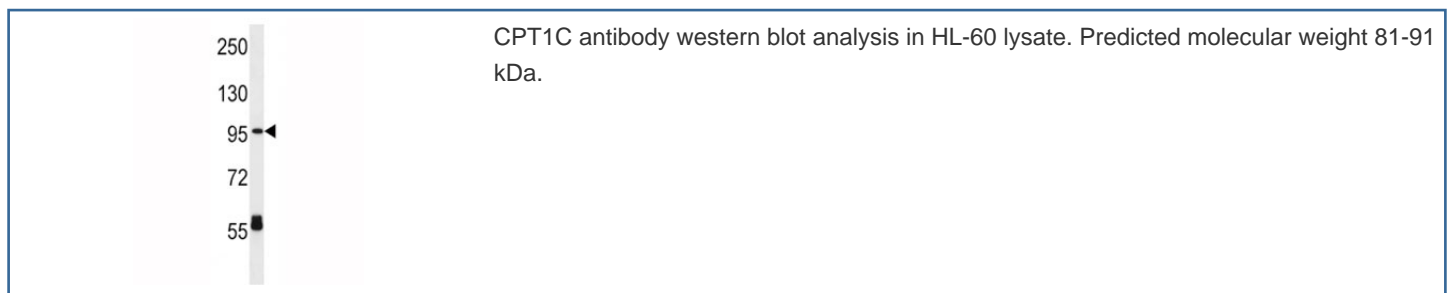 250
130
95
72
55
CPT1C antibody western blot analysis in HL-60 lysate. Predicted molecular weight 81-91
kDa.